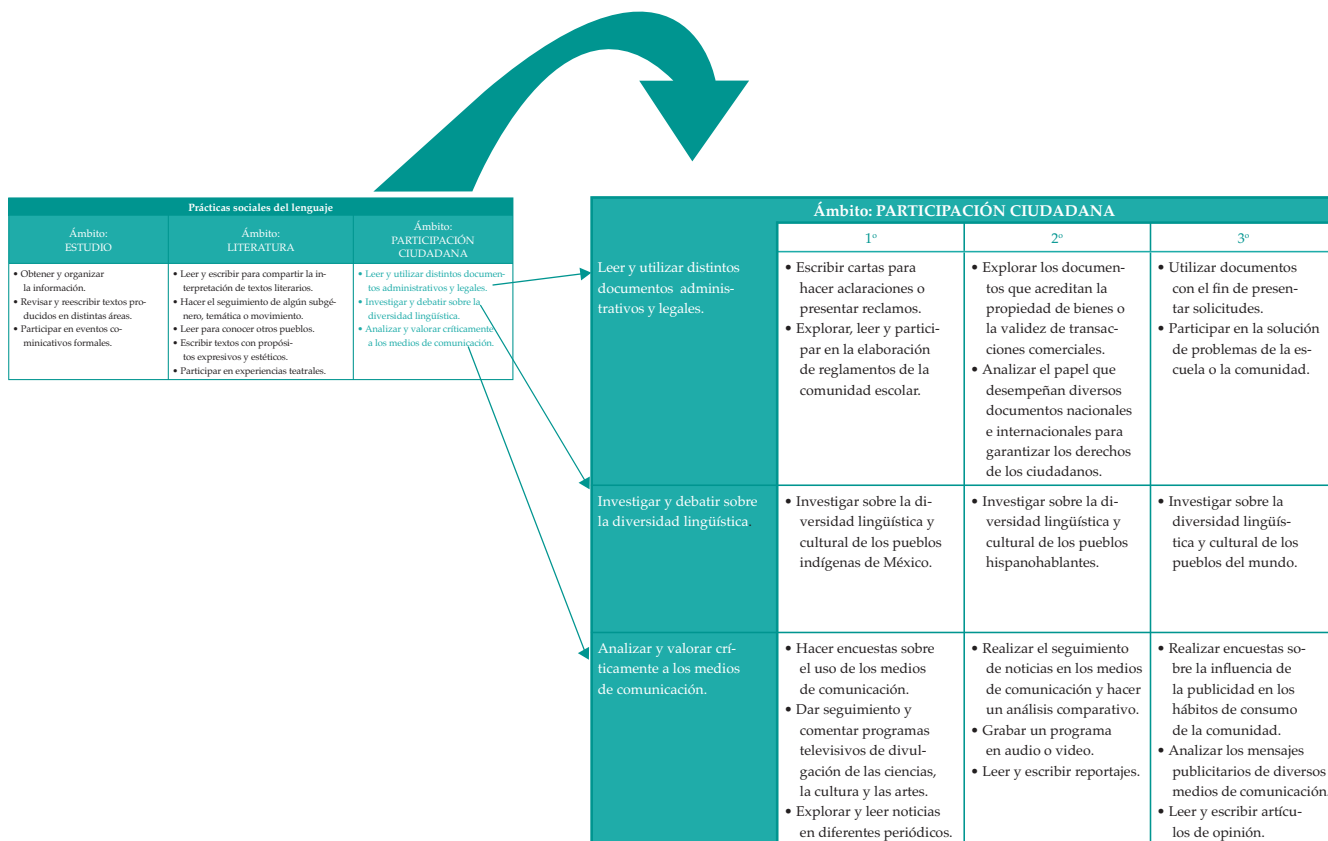 Prácticas sociales del lenguaje
Ámbito:
ESTUDIO
Ámbito:
LITERATURA
Ámbito:
PARTICIPACIÓN
CIUDADANA
• Obtener y organizar
la información.
• Revisar y reescribir textos pro-
ducidos en distintas áreas.
• Participar en eventos co-
minicativos formales.
• Leer y escribir para compartir la in-
terpretación de textos literarios.
• Hacer el seguimiento de algún subgé-
nero, temática o movimiento.
• Leer para conocer otros pueblos.
• Escribir textos con propósi-
tos expresivos y estéticos.
• Participar en experiencias teatrales.
• Leer y utilizar distintos documen-
tos administrativos y legales.
• Investigar y debatir sobre la
diversidad lingüística.
• Analizar y valorar críticamente
a los medios de comunicación.
Ámbito: PARTICIPACIÓN CIUDADANA
1º
2º
3º
Leer y utilizar distintos
documentos adminis-
trativos y legales.
• Escribir cartas para
hacer aclaraciones o
presentar reclamos.
• Explorar, leer y partici-
par en la elaboración
de reglamentos de la
comunidad escolar.
• Explorar los documen-
tos que acreditan la
propiedad de bienes o
la validez de transac-
ciones comerciales.
• Analizar el papel que
desempeñan diversos
documentos nacionales
e internacionales para
garantizar los derechos
de los ciudadanos.
• Utilizar documentos
con el fin de presen-
tar solicitudes.
• Participar en la solución
de problemas de la es-
cuela o la comunidad.
Investigar y debatir sobre
la diversidad lingüística.
• Investigar sobre la di-
versidad lingüística y
cultural de los pueblos
indígenas de México.
• Investigar sobre la di-
versidad lingüística y
cultural de los pueblos
hispanohablantes.
• Investigar sobre la
diversidad lingüís-
tica y cultural de los
pueblos del mundo.
Analizar y valorar crí-
ticamente a los medios
de comunicación.
• Hacer encuestas sobre
el uso de los medios
de comunicación.
• Dar seguimiento y
comentar programas
televisivos de divul-
gación de las ciencias,
la cultura y las artes.
• Explorar y leer noticias
en diferentes periódicos.
• Realizar el seguimiento
de noticias en los medios
de comunicación y hacer
un análisis comparativo.
• Grabar un programa
en audio o video.
• Leer y escribir reportajes.
• Realizar encuestas so-
bre la influencia de
la publicidad en los
hábitos de consumo
de la comunidad.
• Analizar los mensajes
publicitarios de diversos
medios de comunicación.
• Leer y escribir artícu-
los de opinión.